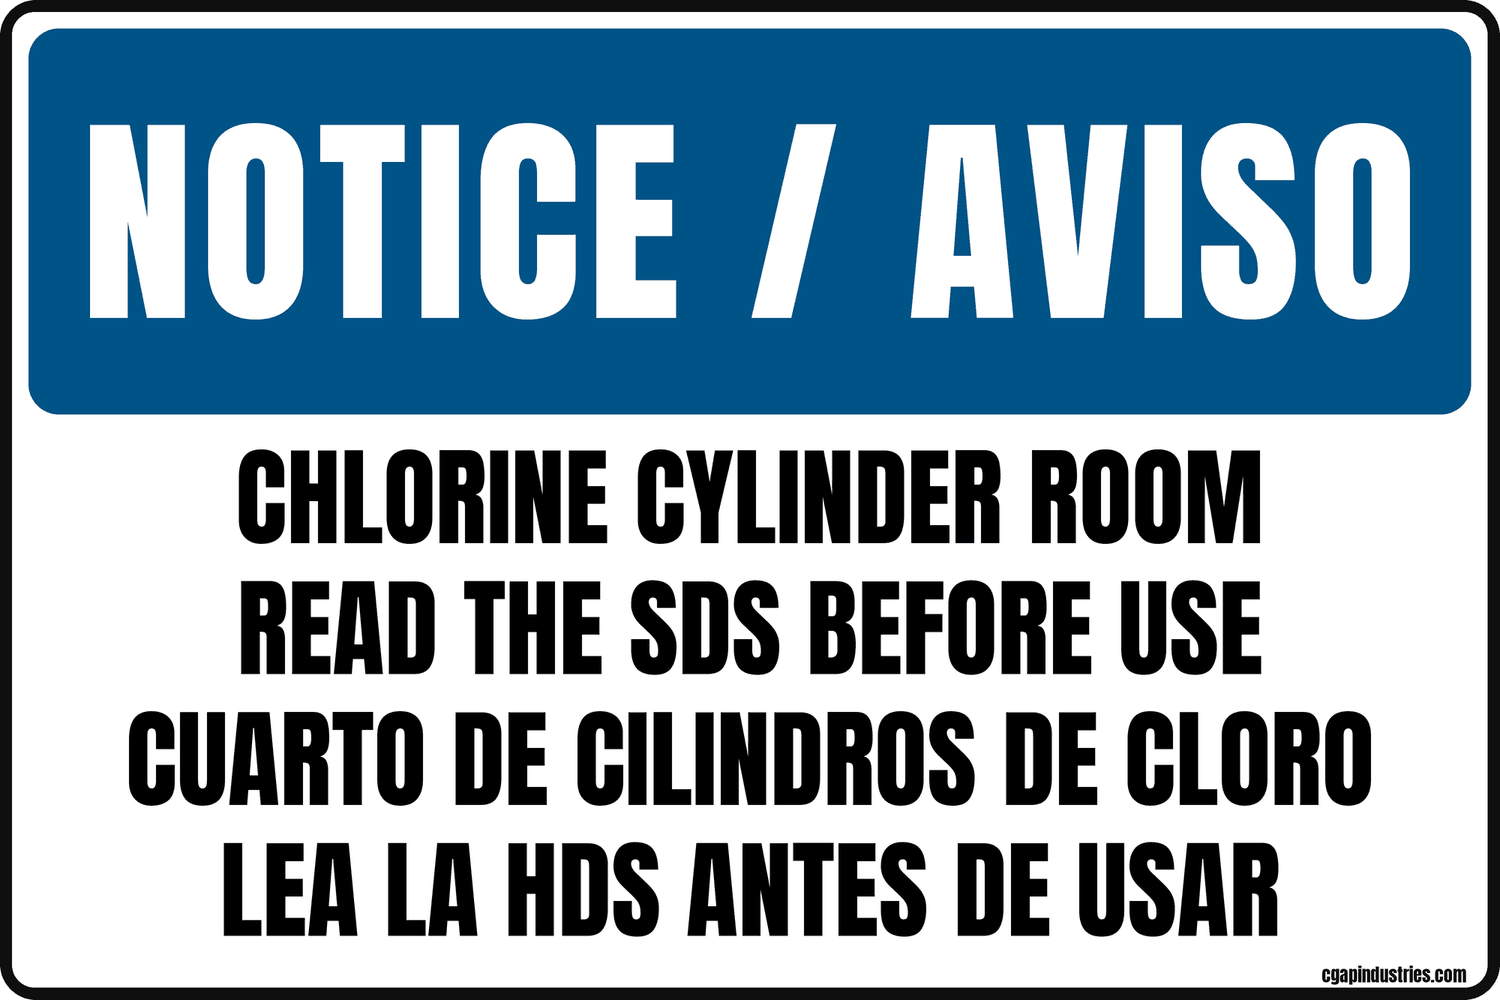 NOTICE / AVISO
CHLORINE CYLINDER ROOM
READ THE SDS BEFORE USE
CUARTO DE CILINDROS DE CLORO
LEA LA HDS ANTES DE USAR
cgapindustries.com